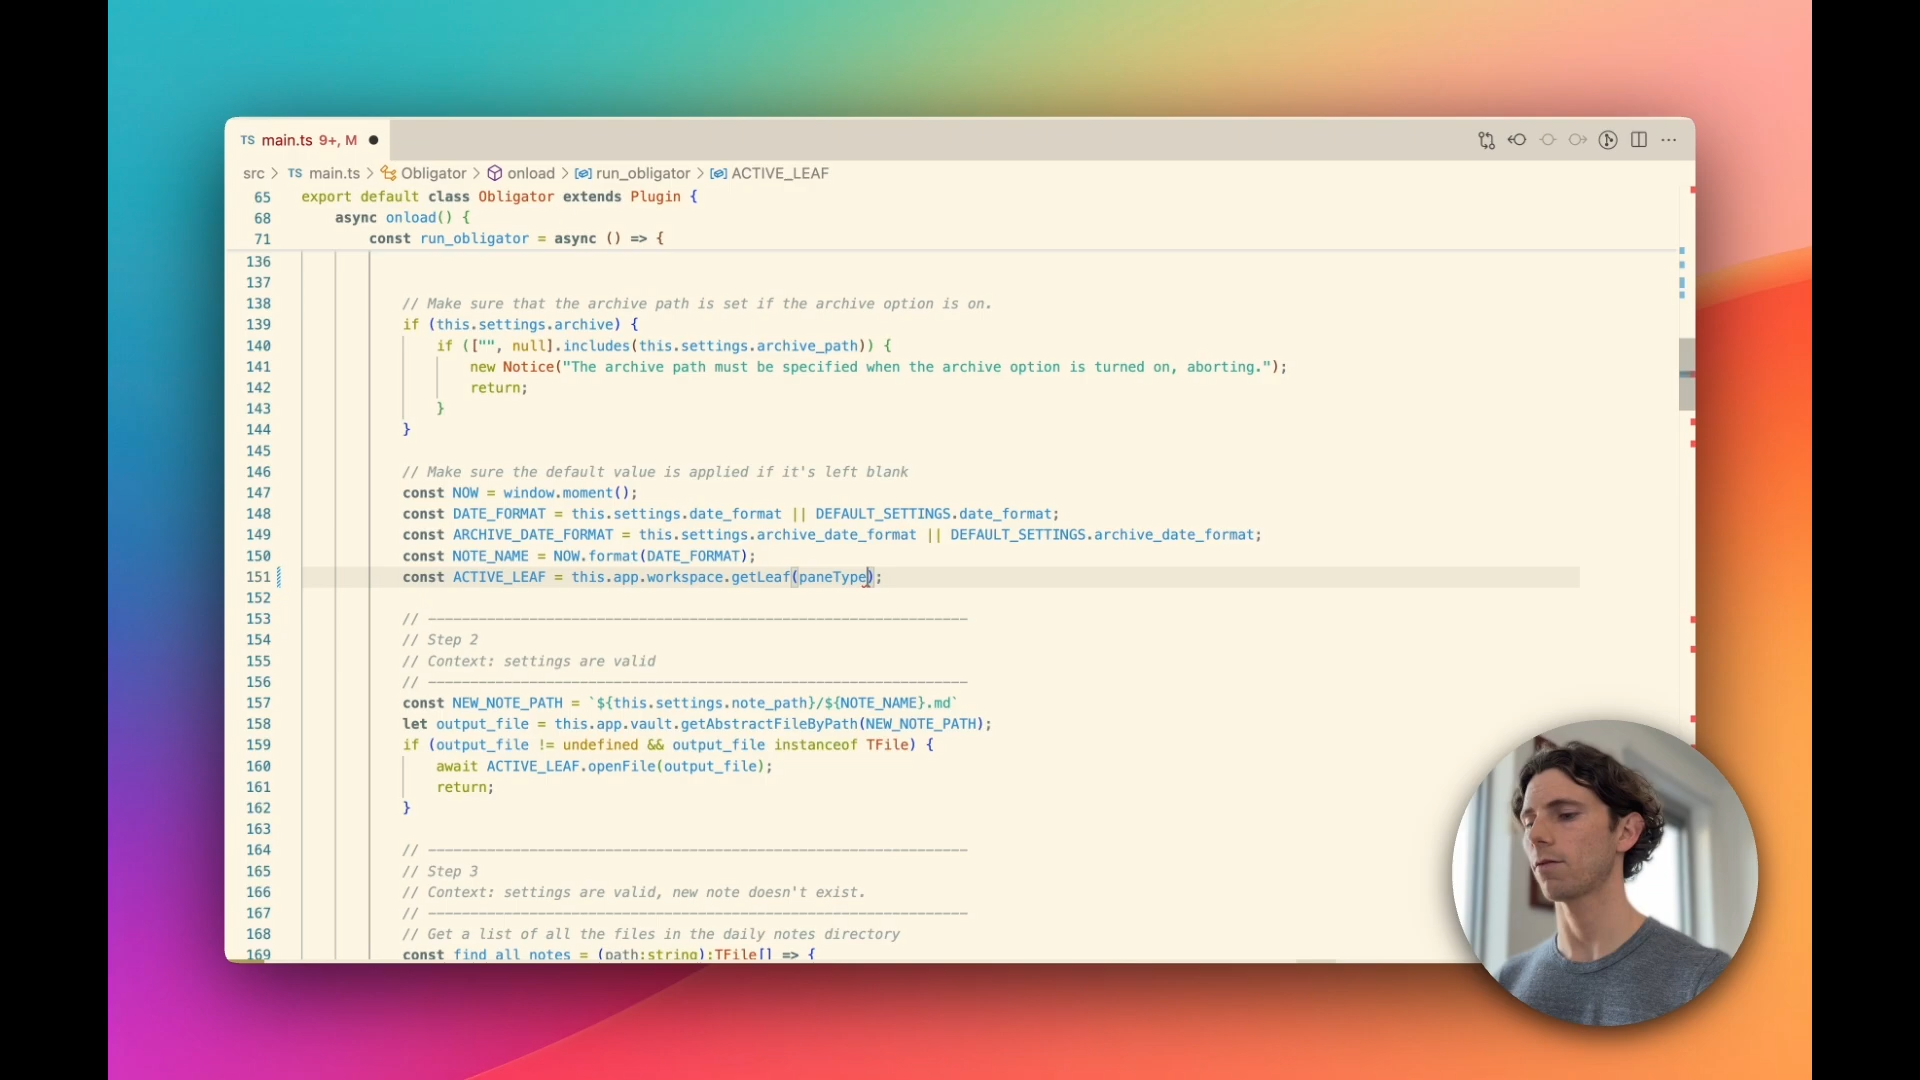 TS main.ts 9+, M
src > TS main.ts > Obligator > onload > run_obligator > ACTIVE_LEAF
65 export default class Obligator extends Plugin {
68 async onload() {
71 const run_obligator = async () => {
136
137
138 // Make sure that the archive path is set if the archive option is on.
139 if (this.settings.archive) {
140 if (["", null].includes(this.settings.archive_path)) {
141 new Notice("The archive path must be specified when the archive option is turned on, aborting.");
142 return;
143 }
144 }
145
146 // Make sure the default value is applied if it's left blank
147 const NOW = window.moment();
148 const DATE_FORMAT = this.settings.date_format || DEFAULT_SETTINGS.date_format;
149 const ARCHIVE_DATE_FORMAT = this.settings.archive_date_format || DEFAULT_SETTINGS.archive_date_format;
150 const NOTE_NAME = NOW.format(DATE_FORMAT);
151 const ACTIVE_LEAF = this.app.workspace.getLeaf(paneType);
152
153 // ----------------------------------------------------------------
154 // Step 2
155 // Context: settings are valid
156 // ----------------------------------------------------------------
157 const NEW_NOTE_PATH = `${this.settings.note_path}/${NOTE_NAME}.md`
158 let output_file = this.app.vault.getAbstractFileByPath(NEW_NOTE_PATH);
159 if (output_file != undefined && output_file instanceof TFile) {
160 await ACTIVE_LEAF.openFile(output_file);
161 return;
162 }
163
164 // ----------------------------------------------------------------
165 // Step 3
166 // Context: settings are valid, new note doesn't exist.
167 // ----------------------------------------------------------------
168 // Get a list of all the files in the daily notes directory
169 const find_all_notes = (path:string):TFile[] => {